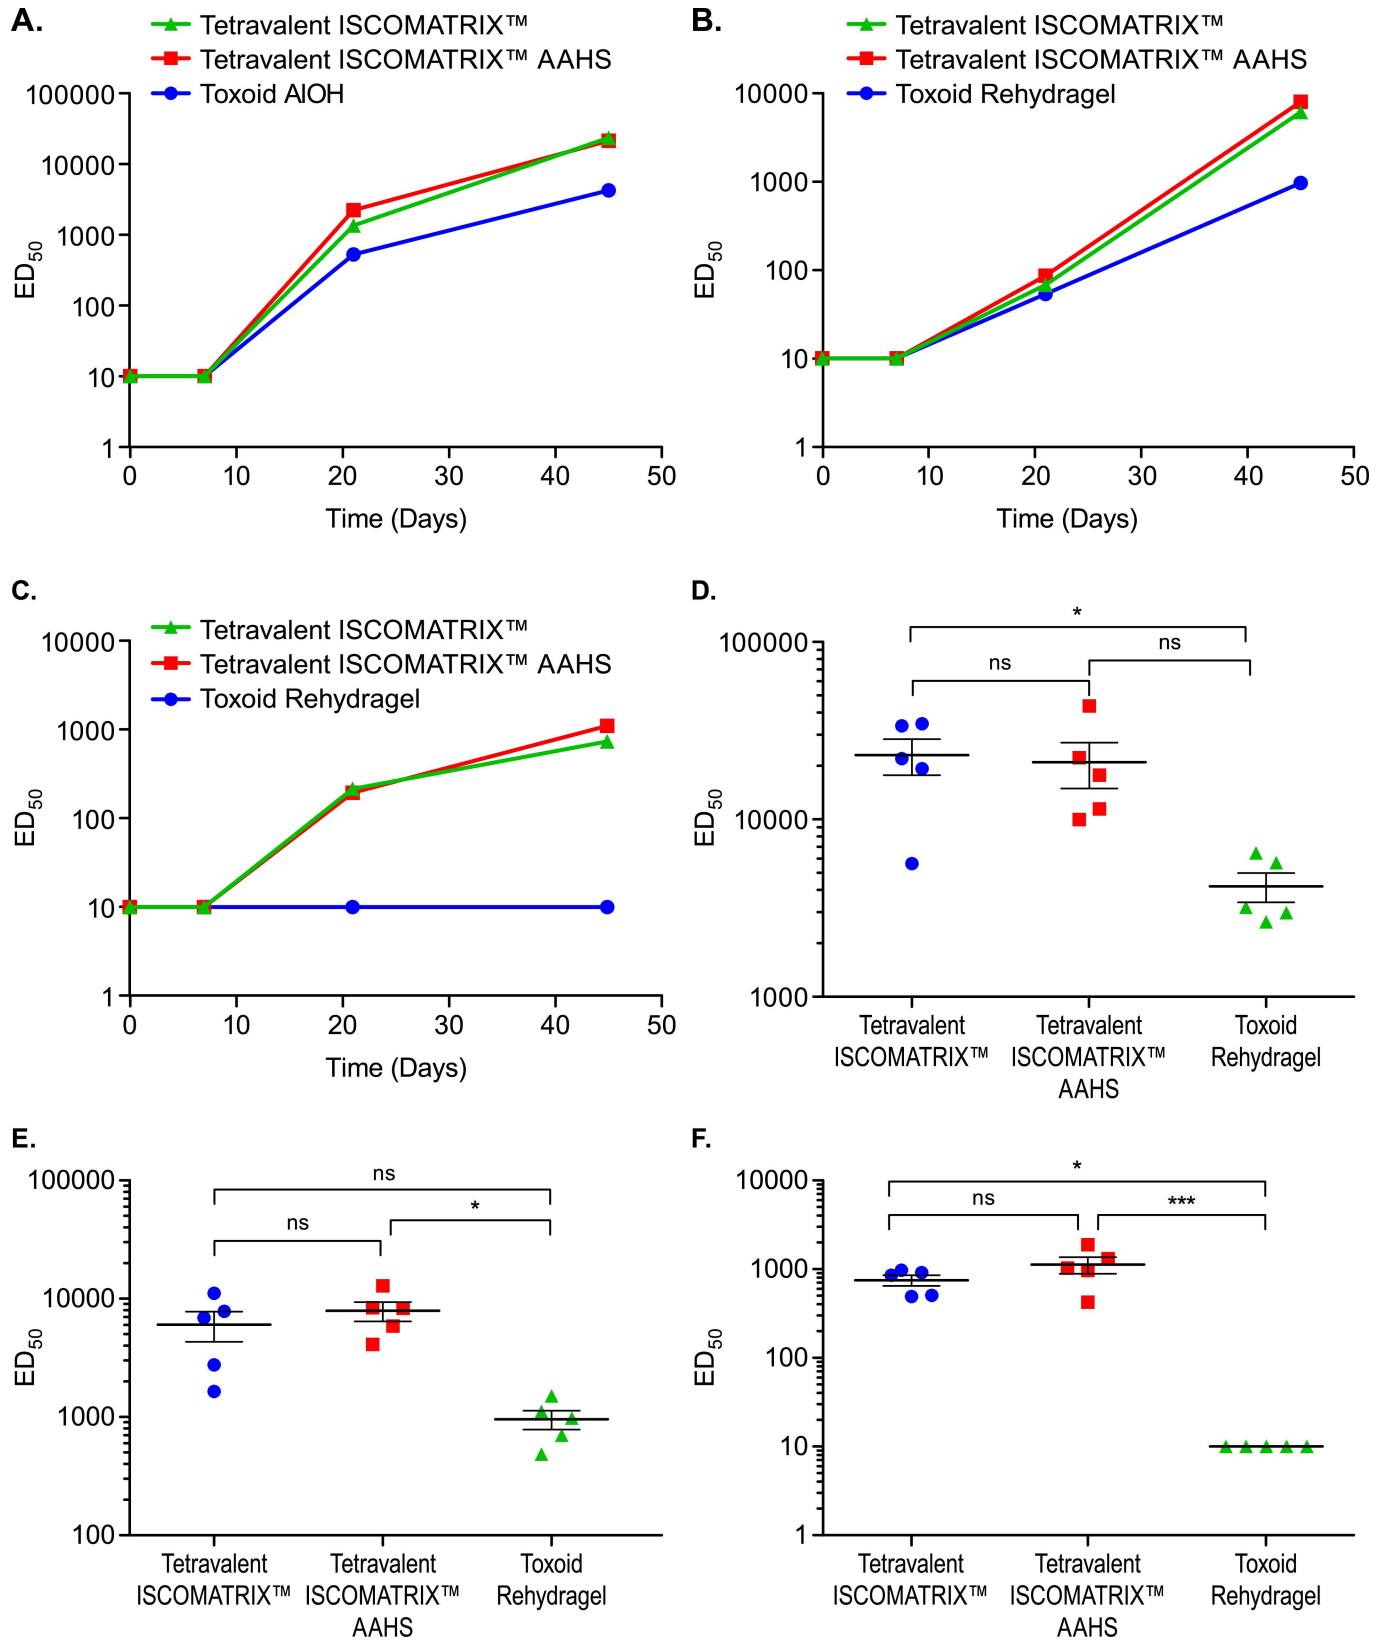 A.
Tetravalent ISCOMATRIX™
Tetravalent ISCOMATRIX™ AAHS
Toxoid AlOH
100000
10000
1000
100
10
1
ED50
0 10 20 30 40 50
Time (Days)
B.
Tetravalent ISCOMATRIX™
Tetravalent ISCOMATRIX™ AAHS
Toxoid Rehydragel
10000
1000
100
10
1
ED50
0 10 20 30 40 50
Time (Days)
C.
Tetravalent ISCOMATRIX™
Tetravalent ISCOMATRIX™ AAHS
Toxoid Rehydragel
10000
1000
100
10
1
ED50
0 10 20 30 40 50
Time (Days)
D.
*
ns
ns
100000
10000
1000
ED50
Tetravalent
ISCOMATRIX™
Tetravalent
ISCOMATRIX™
AAHS
Toxoid
Rehydragel
E.
ns
*
ns
100000
10000
1000
100
ED50
Tetravalent
ISCOMATRIX™
Tetravalent
ISCOMATRIX™
AAHS
Toxoid
Rehydragel
F.
*
ns
***
10000
1000
100
10
1
ED50
Tetravalent
ISCOMATRIX™
Tetravalent
ISCOMATRIX™
AAHS
Toxoid
Rehydragel